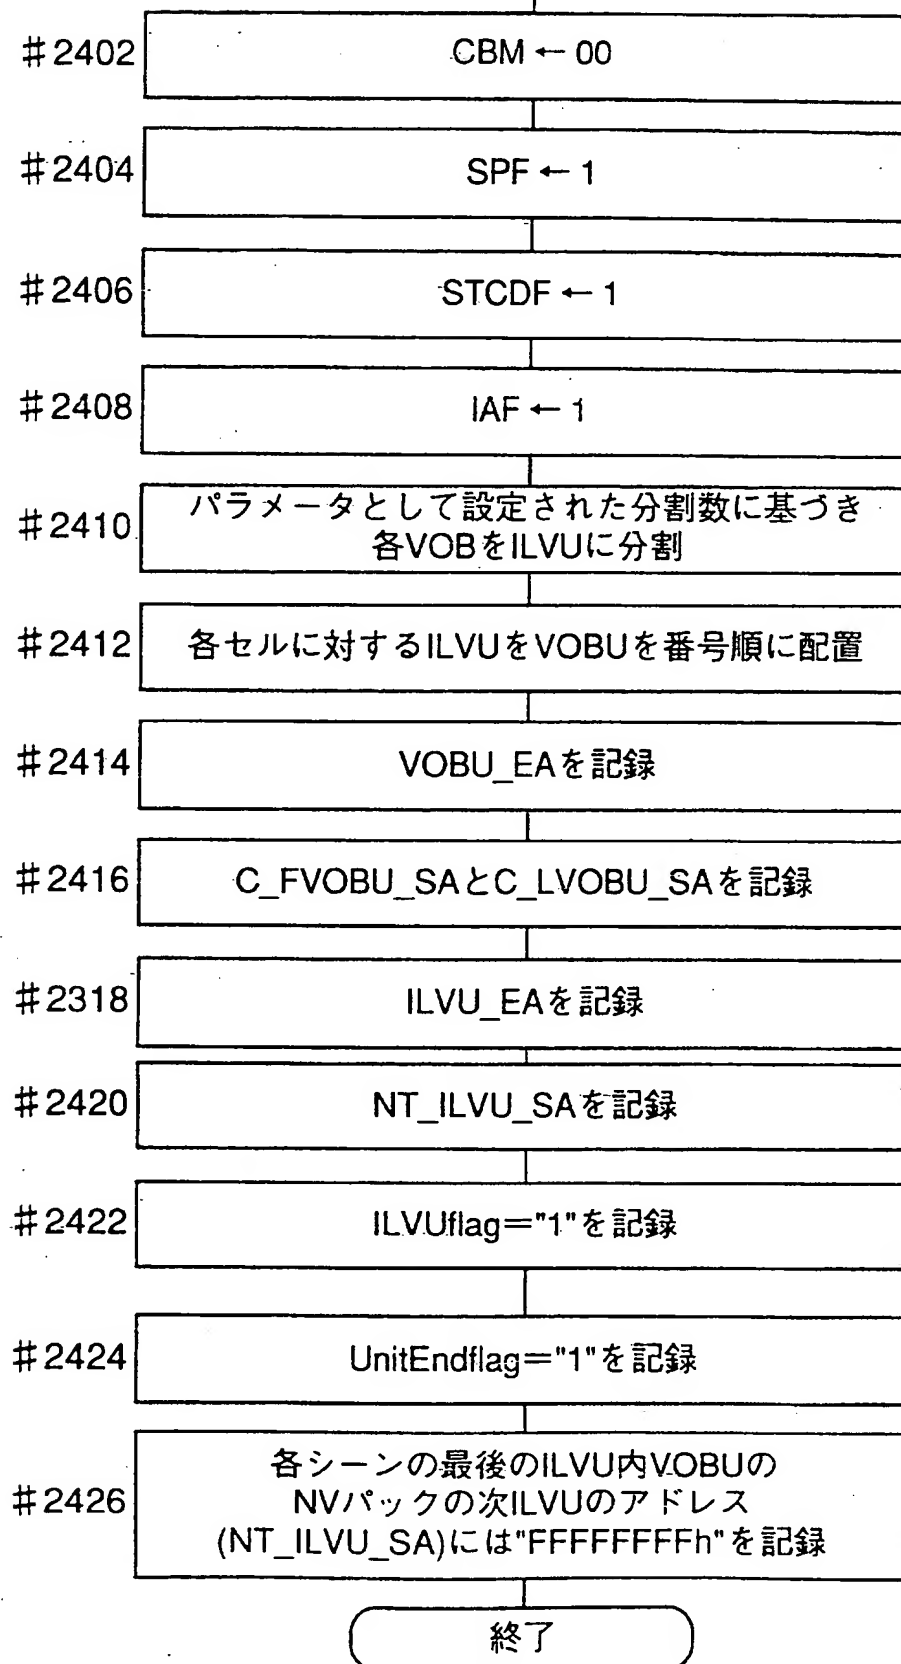 #2402 CBM ← 00
#2404 SPF ← 1
#2406 STCDF ← 1
#2408 IAF ← 1
#2410 パラメータとして設定された分割数に基づき
各VOBをILVUに分割
#2412 各セルに対するILVUをVOBUを番号順に配置
#2414 VOBU_EAを記録
#2416 C_FVOBU_SAとC_LVOBU_SAを記録
#2318 ILVU_EAを記録
#2420 NT_ILVU_SAを記録
#2422 ILVUflag="1"を記録
#2424 UnitEndflag="1"を記録
各シーンの最後のILVU内VOBUの
#2426 NVパックの次ILVUのアドレス
(NT_ILVU_SA)には"FFFFFFFFh"を記録
終了